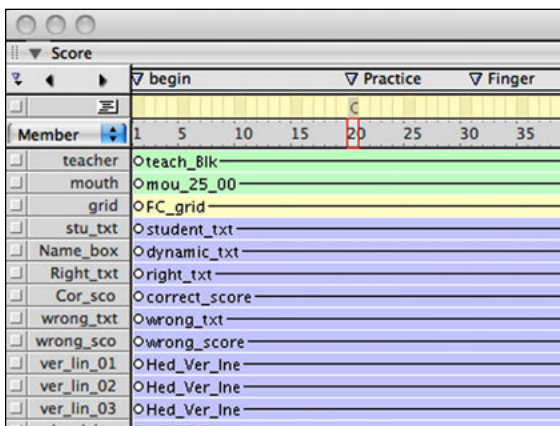 Score
begin Practice Finger
C
Member 1 5 10 15 20 25 30 35
teacher teach_Blk
mouth mou_25_00
grid FC_grid
stu_txt student_txt
Name_box dynamic_txt
Right_txt right_txt
Cor_sco correct_score
wrong_txt wrong_txt
wrong_sco wrong_score
ver_lin_01 Hed_Ver_lne
ver_lin_02 Hed_Ver_lne
ver_lin_03 Hed_Ver_lne